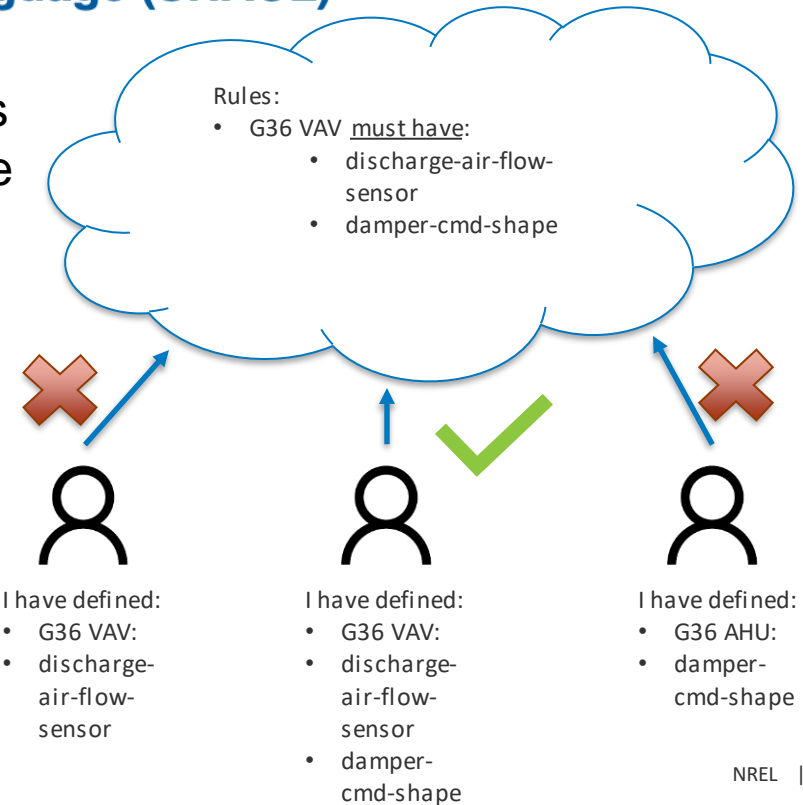 s
e
Rules:
• G36 VAV must have:
• discharge-air-flow-
sensor
• damper-cmd-shape
I have defined:
• G36 VAV:
• discharge-
air-flow-
sensor
I have defined:
• G36 VAV:
• discharge-
air-flow-
sensor
• damper-
cmd-shape
I have defined:
• G36 AHU:
• damper-
cmd-shape
NREL |